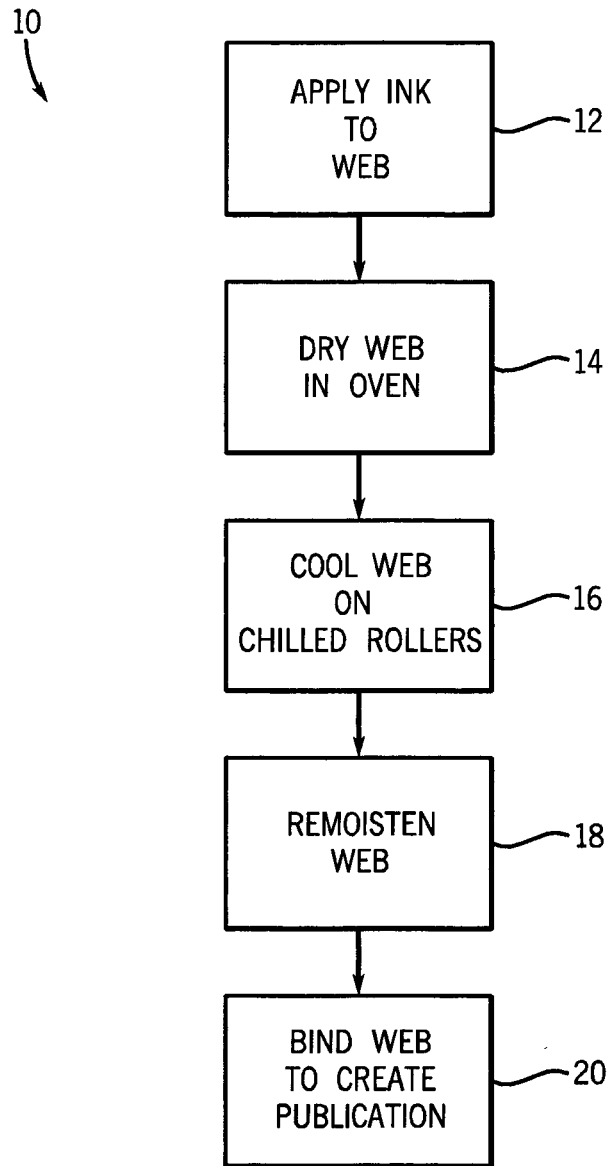 10
APPLY INK
TO
WEB
12
DRY WEB
IN OVEN
14
COOL WEB
ON
CHILLED ROLLERS
16
REMOISTEN
WEB
18
BIND WEB
TO CREATE
PUBLICATION
20